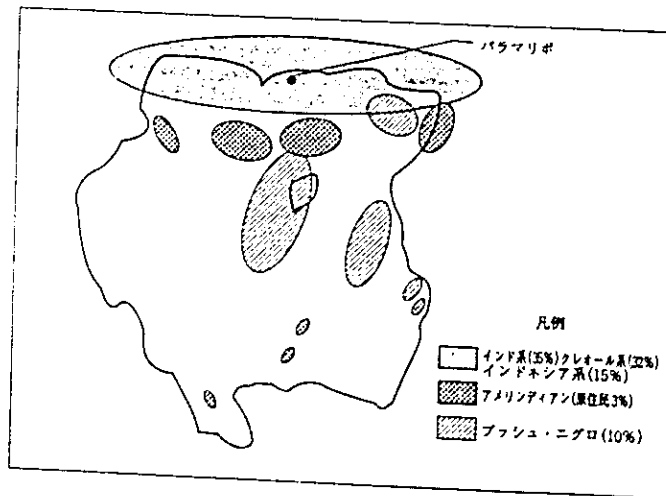 パラマリボ
凡例
インド系(35%)クレオール系(32%)
インドネシア系(15%)
アメリンディアン(原住民3%)
ブッシュ・ニグロ(10%)